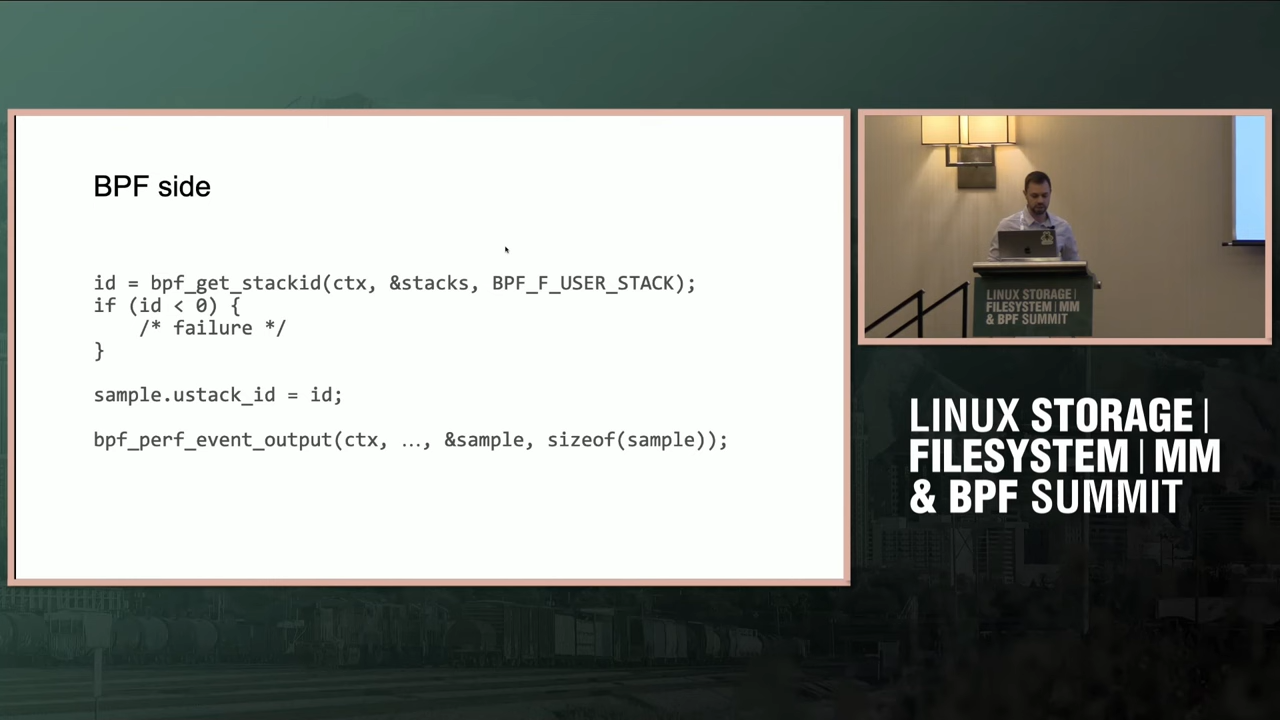 BPF side
id = bpf_get_stackid(ctx, &stacks, BPF_F_USER_STACK);
if (id < 0) {
    /* failure */
}
sample.ustack_id = id;
bpf_perf_event_output(ctx, …, &sample, sizeof(sample));
LINUX STORAGE |
FILESYSTEM | MM
& BPF SUMMIT
LINUX STORAGE |
FILESYSTEM | MM
& BPF SUMMIT